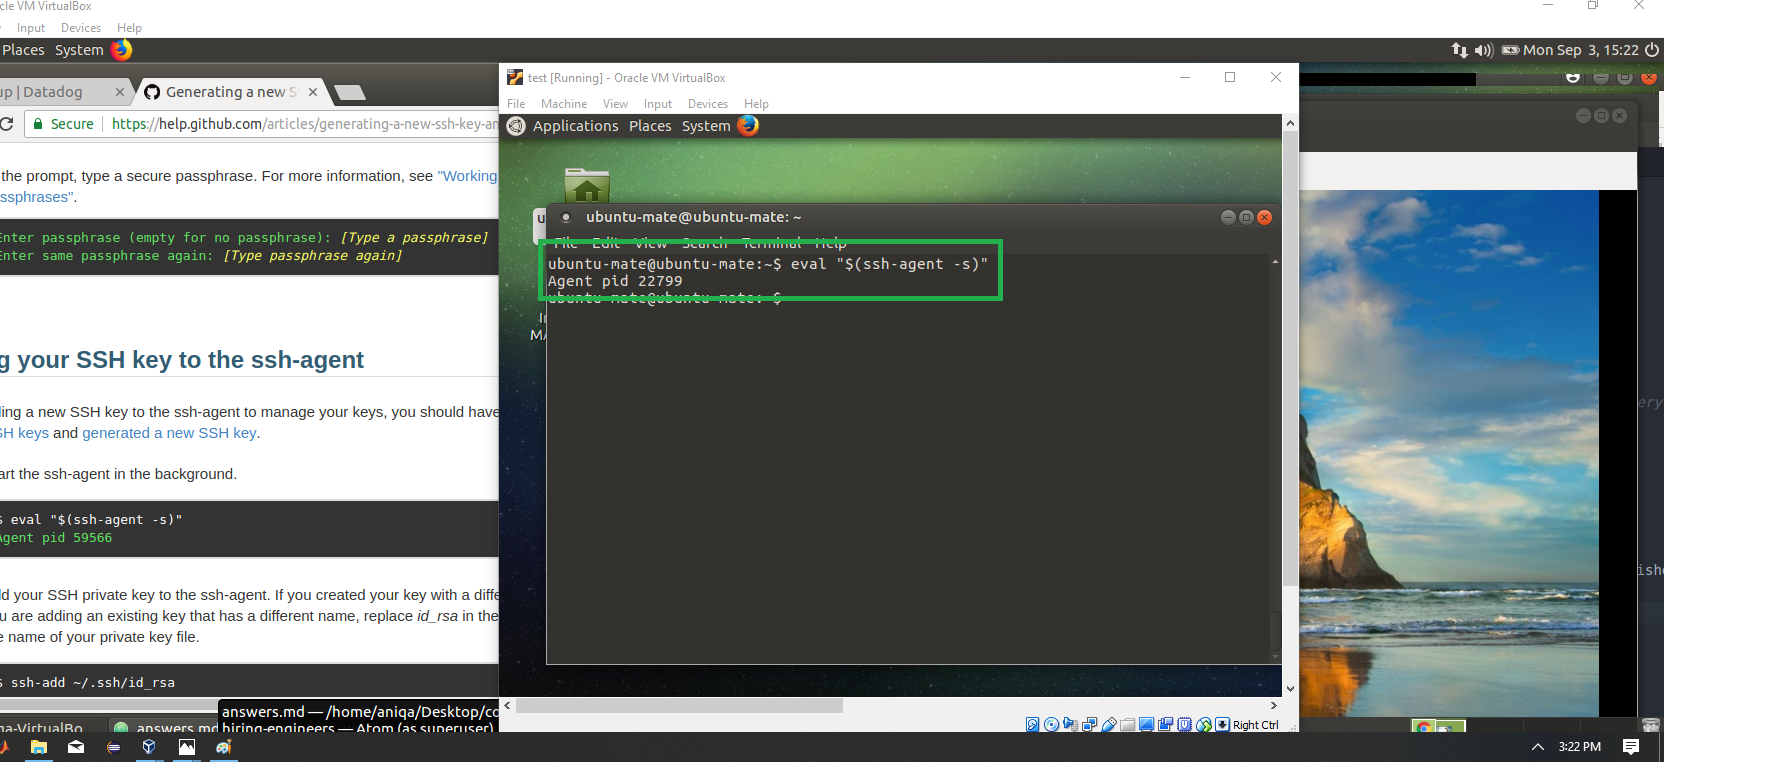 cle VM VirtualBox
Input Devices Help
Places System
Mon Sep 3, 15:22
up | Datadog
Generating a new S
Secure
https://help.github.com/articles/generating-a-new-ssh-key-an
the prompt, type a secure passphrase. For more information, see "Working
ssphrases".
Enter passphrase (empty for no passphrase): [Type a passphrase]
Enter same passphrase again: [Type passphrase again]
g your SSH key to the ssh-agent
ling a new SSH key to the ssh-agent to manage your keys, you should have
SH keys and generated a new SSH key.
art the ssh-agent in the background.
$ eval "$(ssh-agent -s)"
Agent pid 59566
ld your SSH private key to the ssh-agent. If you created your key with a diffe
u are adding an existing key that has a different name, replace id_rsa in the
e name of your private key file.
$ ssh-add ~/.ssh/id_rsa
ga-VirtualBo
answers.md
answers.md — /home/aniqa/Desktop/co
hiring-engineers — Atom (as superuser)
test [Running] - Oracle VM VirtualBox
File Machine View Input Devices Help
Applications Places System
ubuntu-mate@ubuntu-mate: ~
File Edit View Search Terminal Help
ubuntu-mate@ubuntu-mate:~$ eval "$(ssh-agent -s)"
Agent pid 22799
ubuntu-mate@ubuntu-mate:~$
Right Ctrl
ery
ishe
3:22 PM